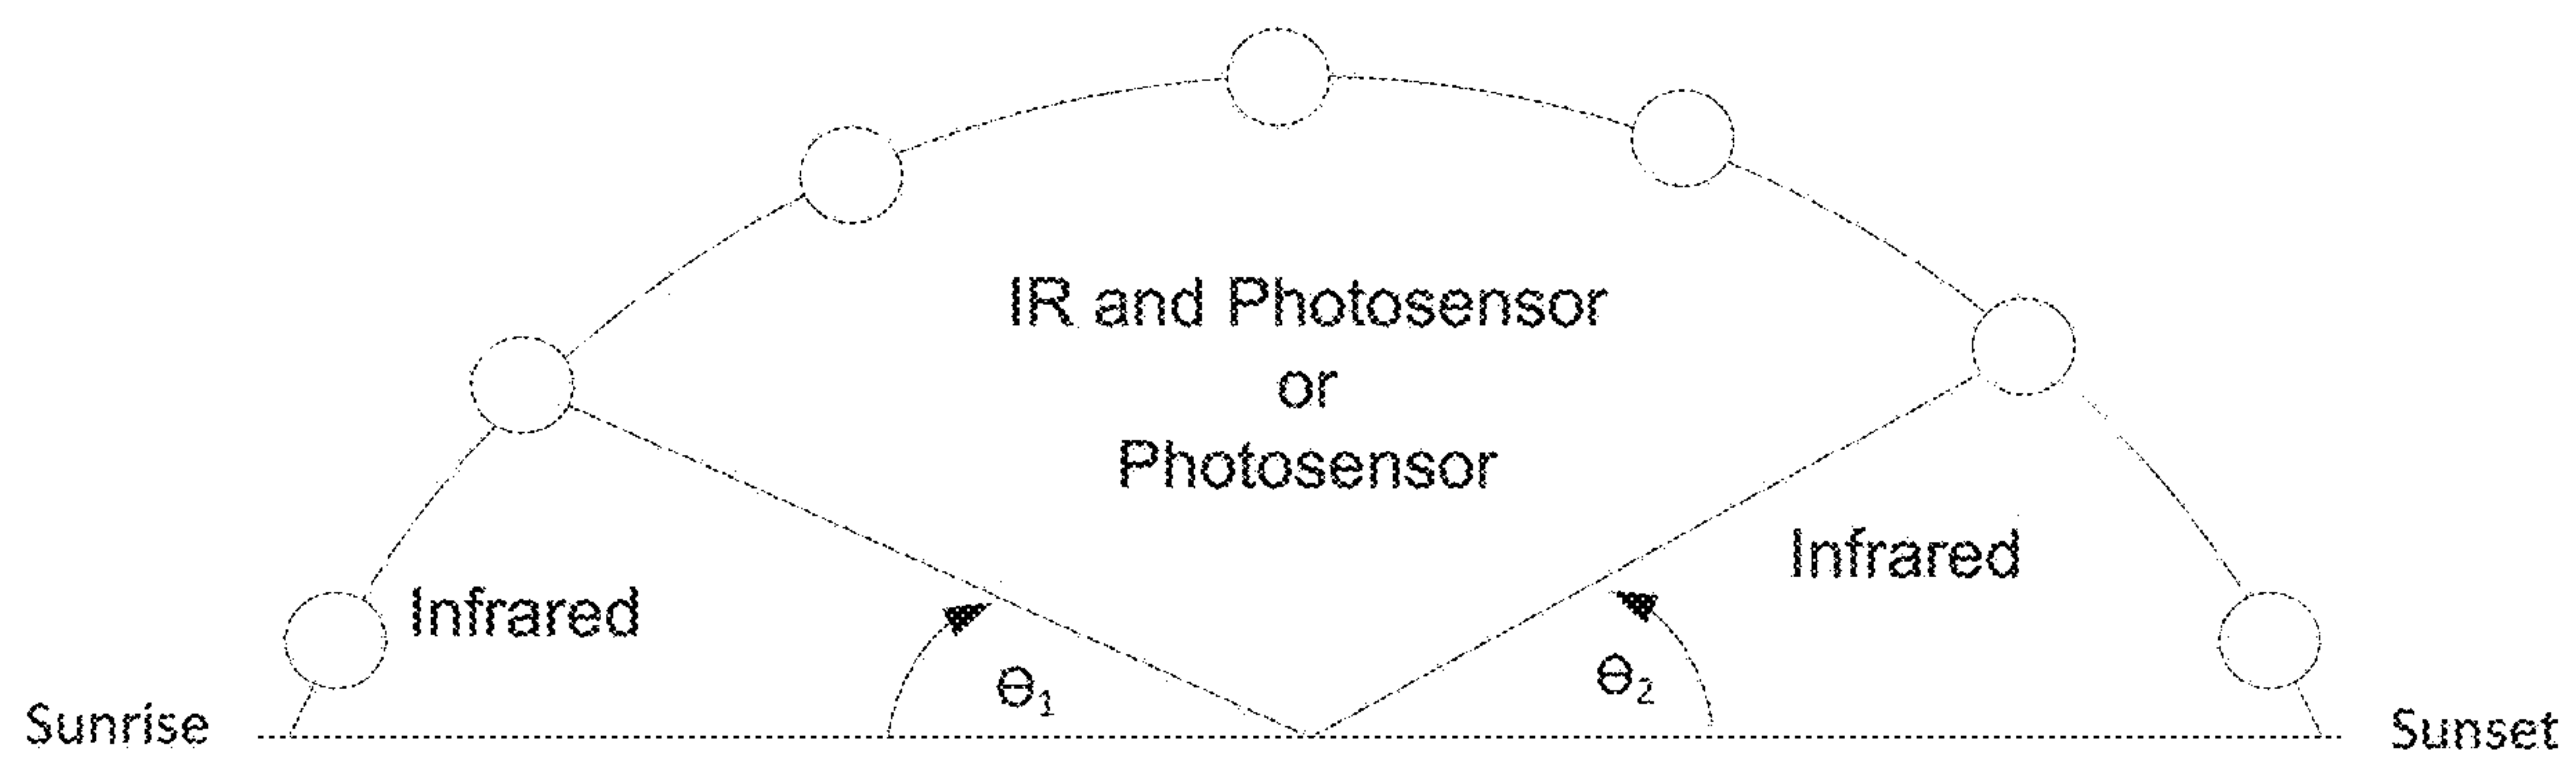 IR and Photosensor
or
Photosensor
Infrared
Infrared
Θ1
Θ2
Sunrise
Sunset